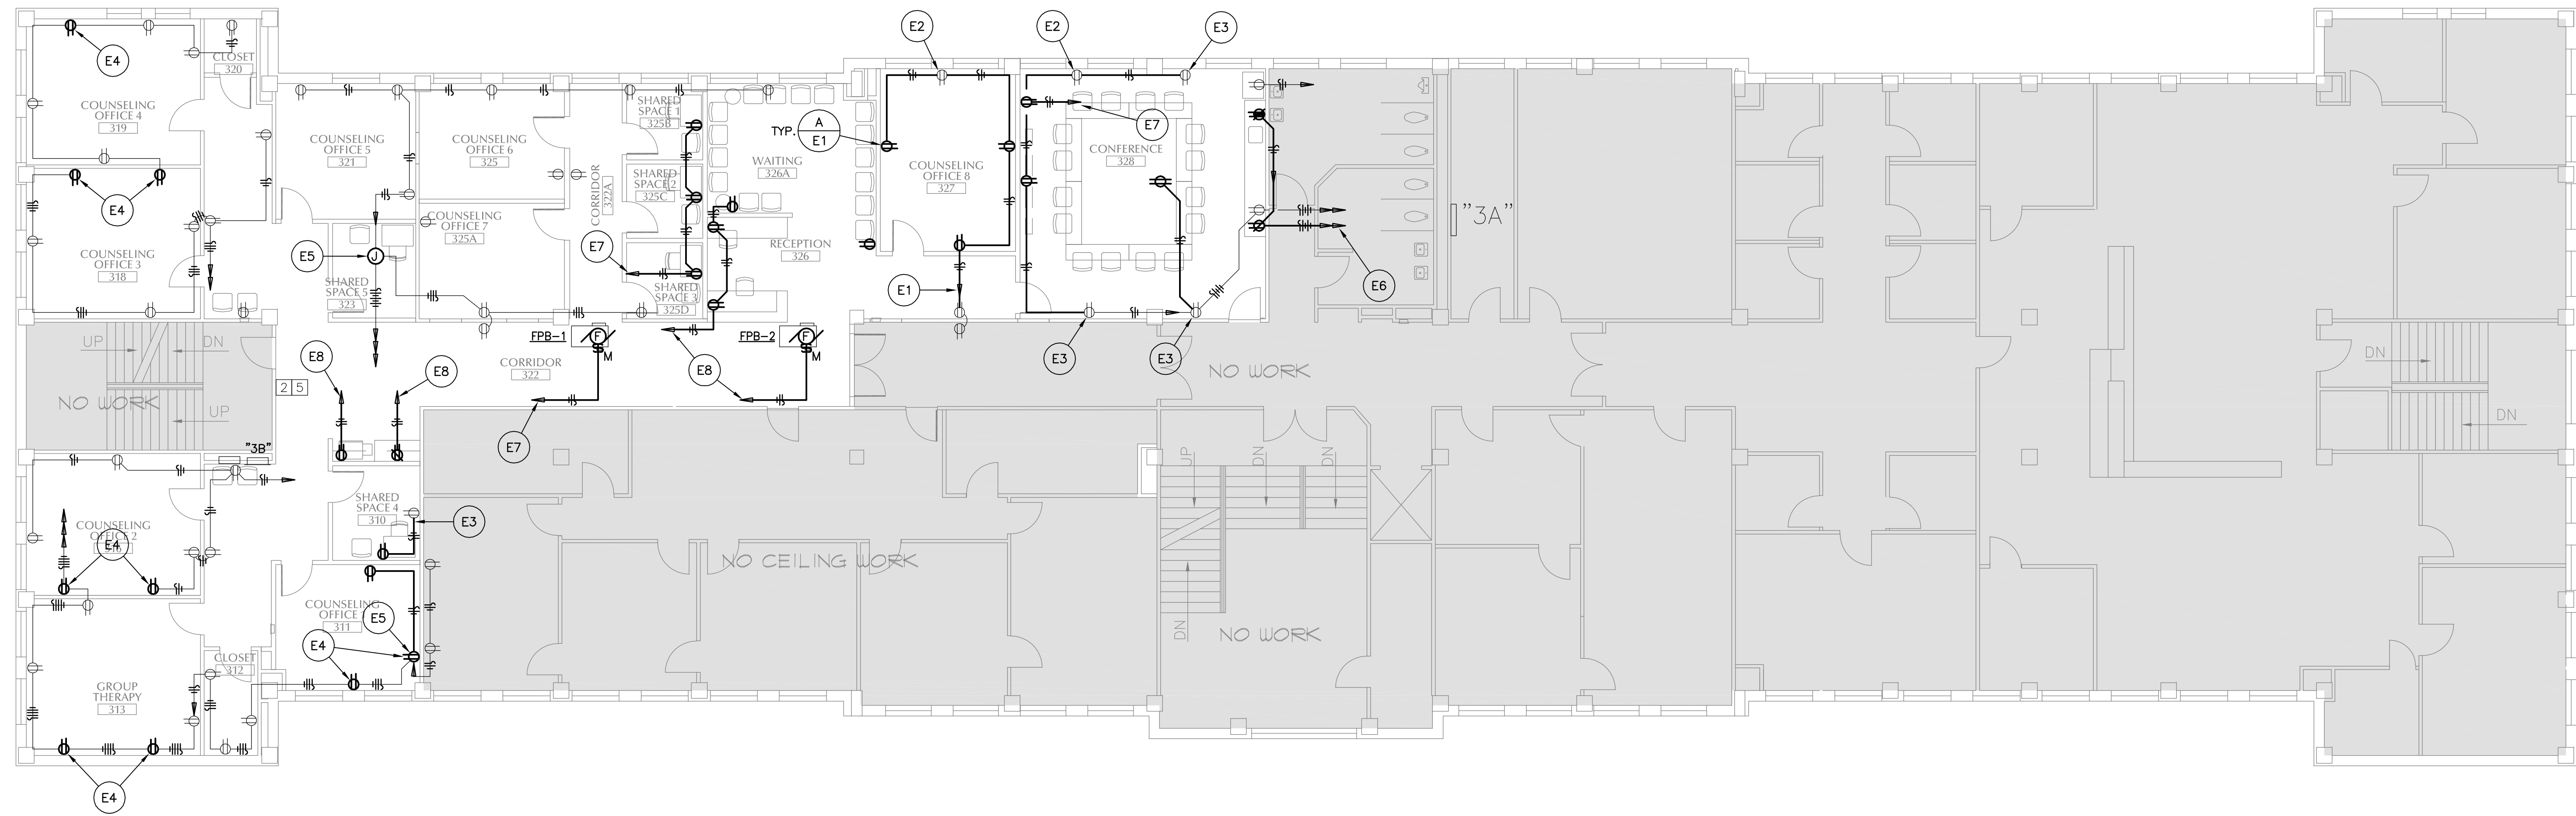 E2
E2
E3
E4
CLOSET
320
COUNSELING
OFFICE 4
319
COUNSELING
OFFICE 5
321
COUNSELING
OFFICE 6
325
SHARED
SPACE 1
325B
TYP.
A
E1
E7
WAITING
326A
COUNSELING
OFFICE 8
327
CONFERENCE
328
CORRIDOR
322A
SHARED
SPACE 2
325C
E4
COUNSELING
OFFICE 7
325A
"3A"
COUNSELING
OFFICE 3
318
E5
J
E7
RECEPTION
326
SHARED
SPACE 5
323
SHARED
SPACE 3
325D
E1
E6
UP
DN
FPB-1
F
M
FPB-2
F
M
E8
E8
E8
CORRIDOR
322
E3
E3
NO WORK
DN
2 5
NO WORK
UP
DN
E7
"3B"
UP
DN
DN
COUNSELING
OFFICE 2
E4
SHARED
SPACE 4
310
E3
NO CEILING WORK
COUNSELING
OFFICE
311
E5
E4
DN
NO WORK
CLOSET
312
GROUP
THERAPY
313
E4